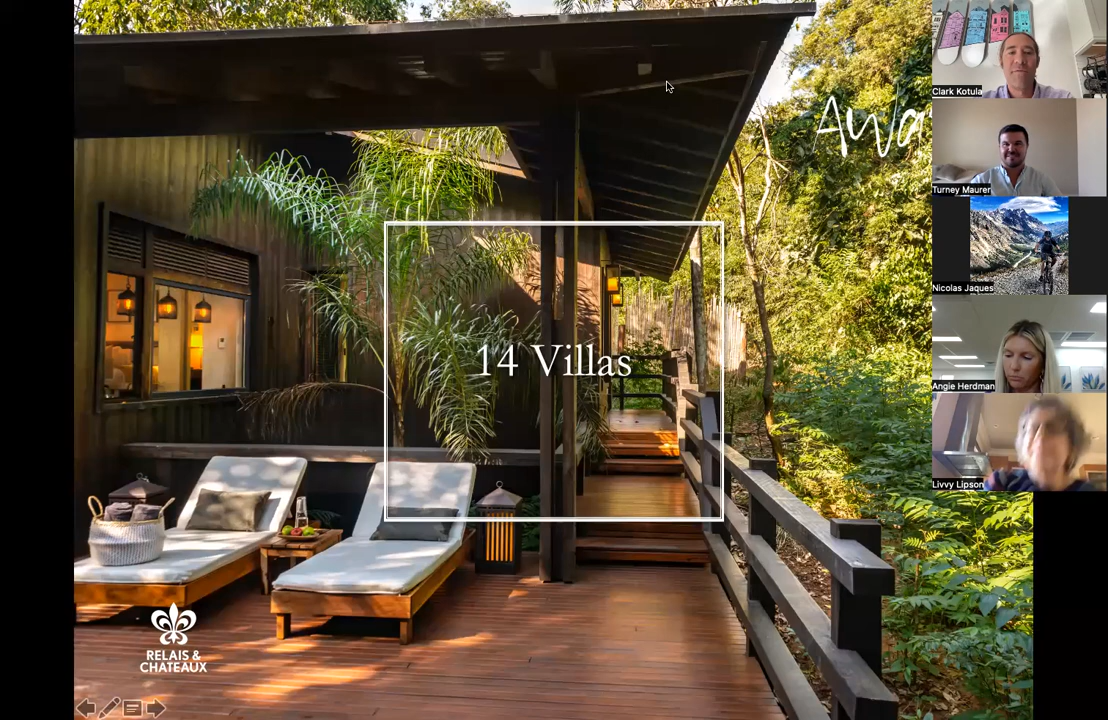 Clark Kotula
Turney Maurer
Nicolas Jaques
Angie Herdman
Livvy Lipson
14 Villas
RELAIS &
CHATEAUX